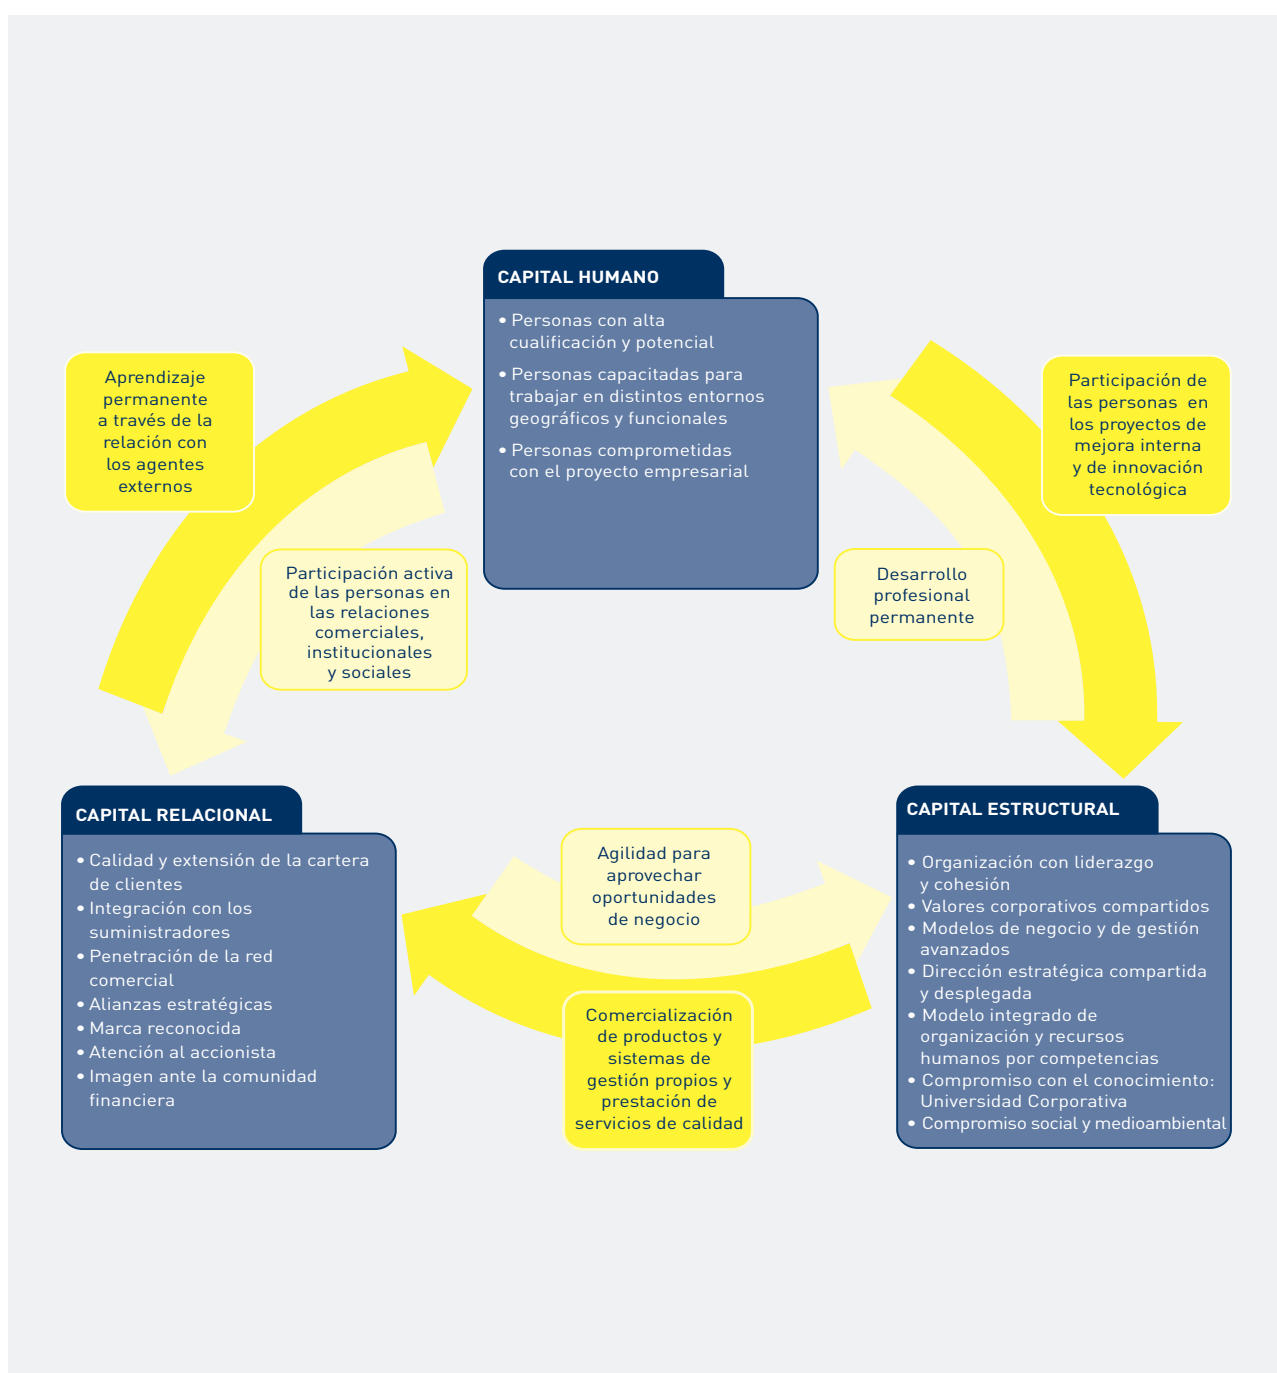 CAPITAL HUMANO
• Personas con alta
cualificación y potencial
• Personas capacitadas para
trabajar en distintos entornos
geográficos y funcionales
• Personas comprometidas
con el proyecto empresarial
Aprendizaje
permanente
a través de la
relación con
los agentes
externos
Participación de
las personas en
los proyectos de
mejora interna
y de innovación
tecnológica
Participación activa
de las personas en
las relaciones
comerciales,
institucionales
y sociales
Desarrollo
profesional
permanente
CAPITAL RELACIONAL
• Calidad y extensión de la cartera
de clientes
• Integración con los
suministradores
• Penetración de la red
comercial
• Alianzas estratégicas
• Marca reconocida
• Atención al accionista
• Imagen ante la comunidad
financiera
Agilidad para
aprovechar
oportunidades
de negocio
Comercialización
de productos y
sistemas de
gestión propios y
prestación de
servicios de calidad
CAPITAL ESTRUCTURAL
• Organización con liderazgo
y cohesión
• Valores corporativos compartidos
• Modelos de negocio y de gestión
avanzados
• Dirección estratégica compartida
y desplegada
• Modelo integrado de
organización y recursos
humanos por competencias
• Compromiso con el conocimiento:
Universidad Corporativa
• Compromiso social y medioambiental